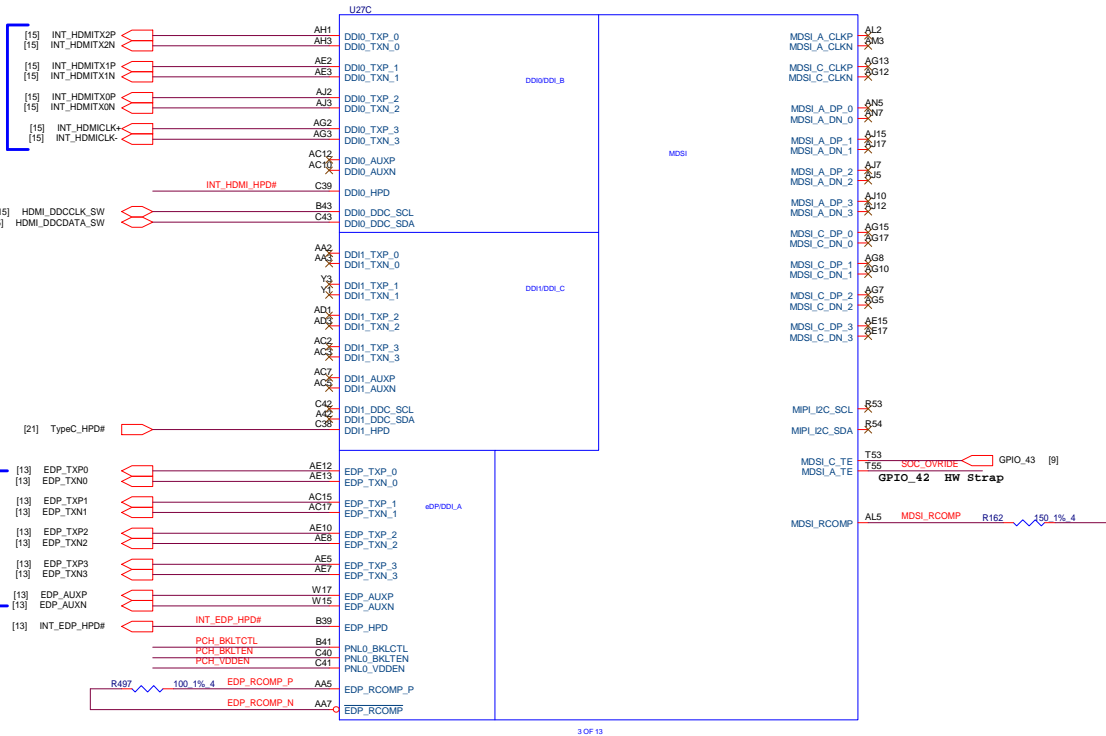 U27C
[15] INT_HDMITX2P AH1 DDI0_TXP_0
[15] INT_HDMITX2N AH3 DDI0_TXN_0
[15] INT_HDMITX1P AE2 DDI0_TXP_1
[15] INT_HDMITX1N AE3 DDI0_TXN_1
[15] INT_HDMITX0P AJ2 DDI0_TXP_2
[15] INT_HDMITX0N AJ3 DDI0_TXN_2
[15] INT_HDMICLK+ AG2 DDI0_TXP_3
[15] INT_HDMICLK- AG3 DDI0_TXN_3
AC12 DDI0_AUXP
AC10 DDI0_AUXN
INT_HDMI_HPD# C39 DDI0_HPD
5] HDMI_DDCCLK_SW B43 DDI0_DDC_SCL
HDMI_DDCDATA_SW C43 DDI0_DDC_SDA
DDI0/DDI_B
AA2 DDI1_TXP_0
AA3 DDI1_TXN_0
Y3 DDI1_TXP_1
Y1 DDI1_TXN_1
AD1 DDI1_TXP_2
AD3 DDI1_TXN_2
AC2 DDI1_TXP_3
AC3 DDI1_TXN_3
AC7 DDI1_AUXP
AC5 DDI1_AUXN
C42 DDI1_DDC_SCL
A42 DDI1_DDC_SDA
[21] TypeC_HPD# C38 DDI1_HPD
DDI1/DDI_C
[13] EDP_TXP0 AE12 EDP_TXP_0
[13] EDP_TXN0 AE13 EDP_TXN_0
[13] EDP_TXP1 AC15 EDP_TXP_1
[13] EDP_TXN1 AC17 EDP_TXN_1
[13] EDP_TXP2 AE10 EDP_TXP_2
[13] EDP_TXN2 AE8 EDP_TXN_2
[13] EDP_TXP3 AE5 EDP_TXP_3
[13] EDP_TXN3 AE7 EDP_TXN_3
[13] EDP_AUXP W17 EDP_AUXP
[13] EDP_AUXN W15 EDP_AUXN
[13] INT_EDP_HPD# INT_EDP_HPD# B39 EDP_HPD
PCH_BKLTCTL B41 PNL0_BKLTCTL
PCH_BKLTEN C40 PNL0_BKLTEN
PCH_VDDEN C41 PNL0_VDDEN
R497 100_1%_4 EDP_RCOMP_P AA5 EDP_RCOMP_P
EDP_RCOMP_N AA7 EDP_RCOMP
eDP/DDI_A
MDSI
MDSI_A_CLKP AL2
MDSI_A_CLKN AM3
MDSI_C_CLKP AG13
MDSI_C_CLKN AG12
MDSI_A_DP_0 AN5
MDSI_A_DN_0 AN7
MDSI_A_DP_1 AJ15
MDSI_A_DN_1 AJ17
MDSI_A_DP_2 AJ7
MDSI_A_DN_2 AJ5
MDSI_A_DP_3 AJ10
MDSI_A_DN_3 AJ12
MDSI_C_DP_0 AG15
MDSI_C_DN_0 AG17
MDSI_C_DP_1 AG8
MDSI_C_DN_1 AG10
MDSI_C_DP_2 AG7
MDSI_C_DN_2 AG5
MDSI_C_DP_3 AE15
MDSI_C_DN_3 AE17
MIPI_I2C_SCL R53
MIPI_I2C_SDA R54
MDSI_C_TE T53 GPIO_43 [9]
MDSI_A_TE T55 SOC_OVRIDE
GPIO_42 HW Strap
MDSI_RCOMP AL5 MDSI_RCOMP R162 150_1%_4
3 OF 13